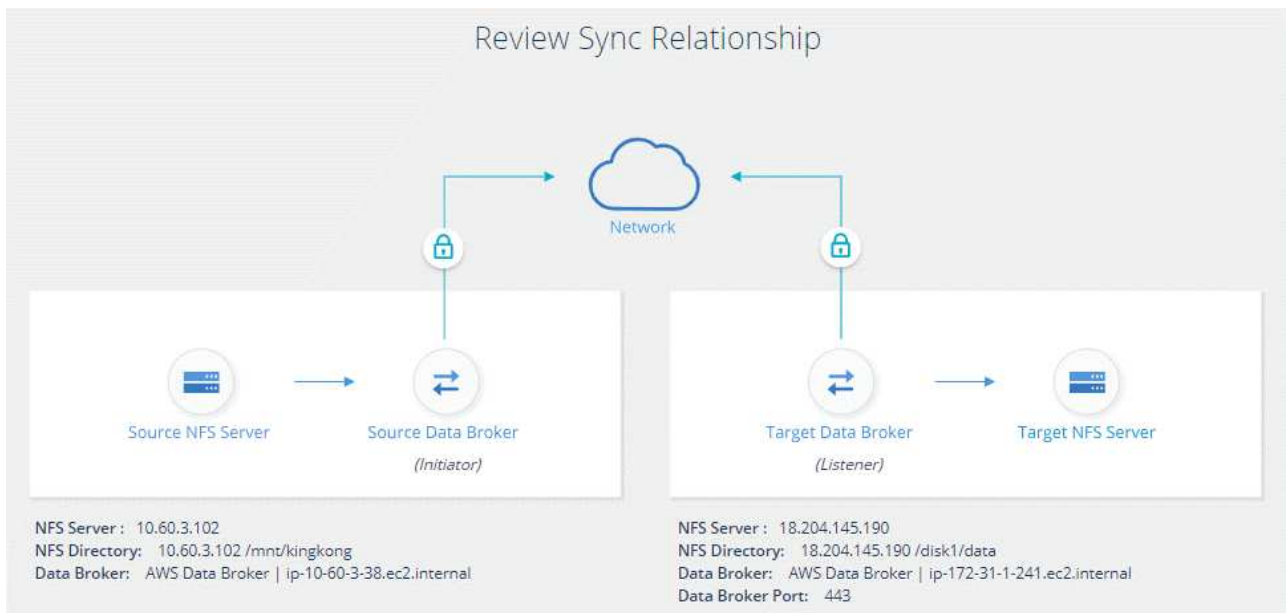 Review Sync Relationship
Network
Source NFS Server
Source Data Broker
(Initiator)
Target Data Broker
(Listener)
Target NFS Server
NFS Server : 10.60.3.102
NFS Directory: 10.60.3.102 /mnt/kingkong
Data Broker: AWS Data Broker | ip-10-60-3-38.ec2.internal
NFS Server : 18.204.145.190
NFS Directory: 18.204.145.190 /disk1/data
Data Broker: AWS Data Broker | ip-172-31-1-241.ec2.internal
Data Broker Port: 443